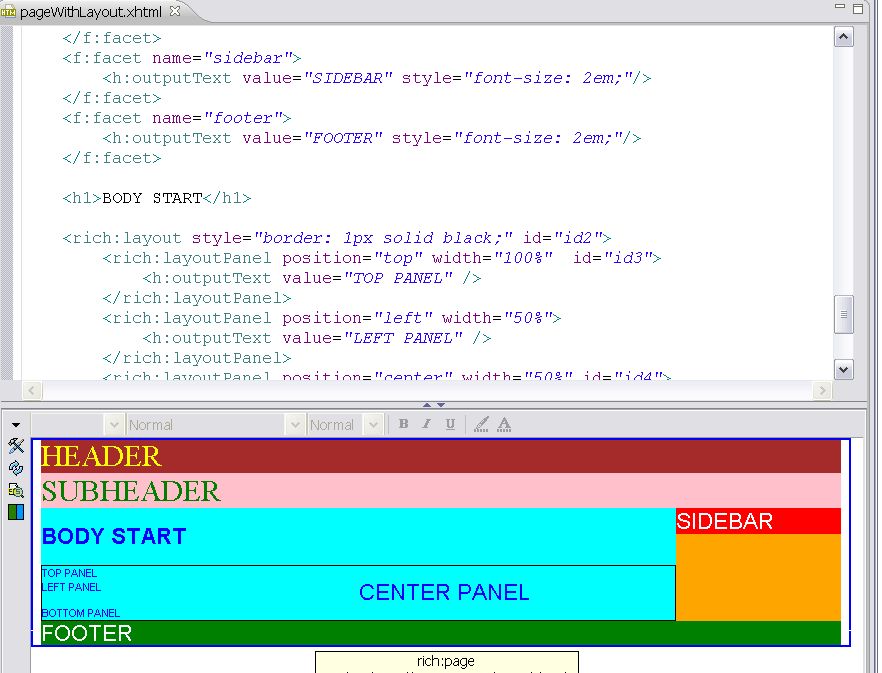 pageWithLayout.xhtml
</f:facet>
<f:facet name="sidebar">
<h:outputText value="SIDEBAR" style="font-size: 2em;"/>
</f:facet>
<f:facet name="footer">
<h:outputText value="FOOTER" style="font-size: 2em;"/>
</f:facet>
<h1>BODY START</h1>
<rich:layout style="border: 1px solid black;" id="id2">
<rich:layoutPanel position="top" width="100%"  id="id3">
<h:outputText value="TOP PANEL" />
</rich:layoutPanel>
<rich:layoutPanel position="left" width="50%">
<h:outputText value="LEFT PANEL" />
</rich:layoutPanel>
<rich:layoutPanel position="center" width="50%" id="id4">
Normal Normal B I U A
HEADER
SUBHEADER
BODY START
SIDEBAR
TOP PANEL
LEFT PANEL
CENTER PANEL
BOTTOM PANEL
FOOTER
rich:page